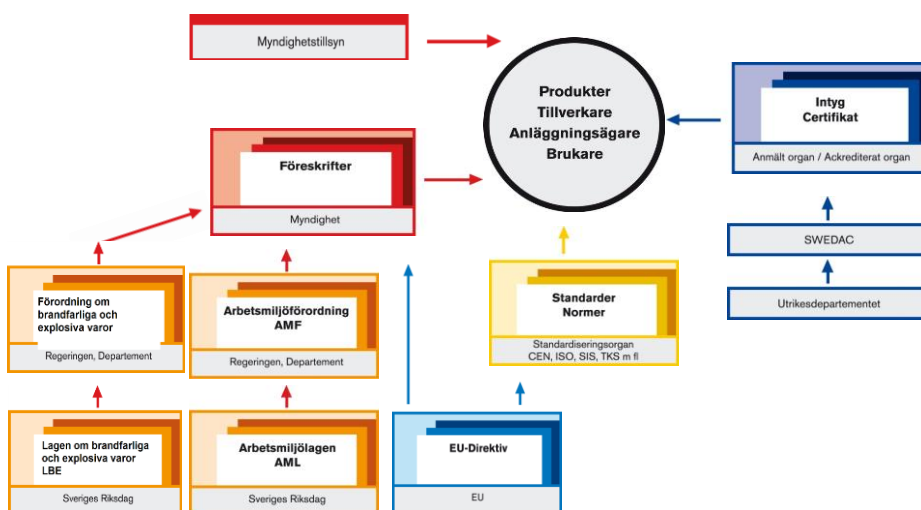 Myndighetstillsyn
Produkter
Tillverkare
Anläggningsägare
Brukare
Intyg
Certifikat
Anmält organ / Ackrediterat organ
Föreskrifter
Myndighet
SWEDAC
Utrikesdepartementet
Förordning om
brandfarliga och
explosiva varor
Regeringen, Departement
Arbetsmiljöförordning
AMF
Regeringen, Departement
Standarder
Normer
Standardiseringsorgan
CEN, ISO, SIS, TKS m fl
Lagen om brandfarliga
och explosiva varor
LBE
Sveriges Riksdag
Arbetsmiljölagen
AML
Sveriges Riksdag
EU-Direktiv
EU